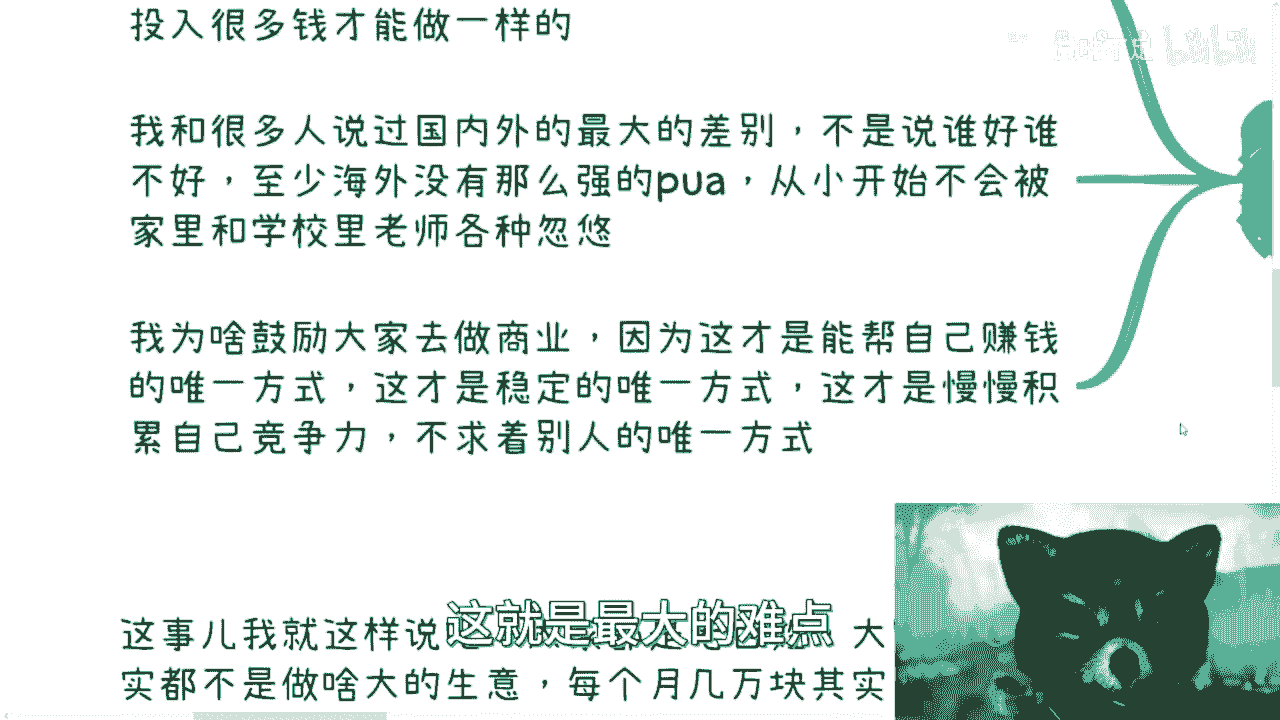 投入很多钱才能做一样的
我和很多人说过国内外的最大的差别，不是说谁好谁
不好，至少海外没有那么强的pua，从小开始不会被
家里和学校里老师各种忽悠
我为啥鼓励大家去做商业，因为这才是能帮自己赚钱
的唯一方式，这才是稳定的唯一方式，这才是慢慢积
累自己竞争力，不求着别人的唯一方式
这事儿我就这样说
这就是最大的难点
大
实都不是做啥大的生意，每个月几万块其实
bilibili